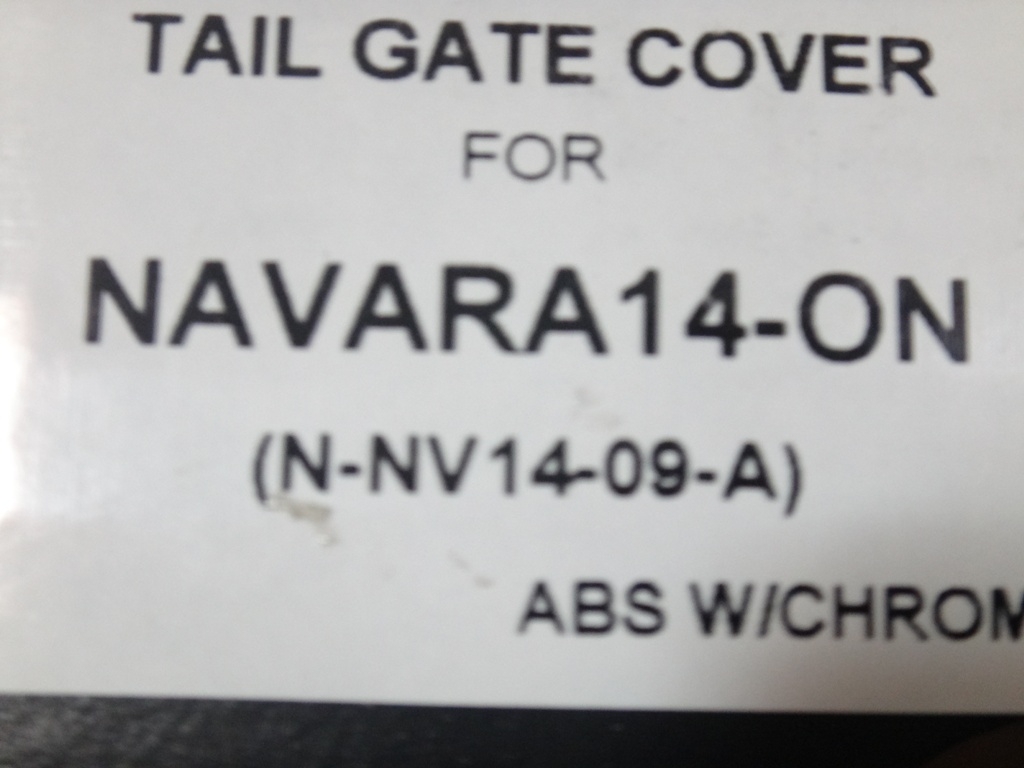 TAIL GATE COVER
FOR
NAVARA14-ON
(N-NV14-09-A)
ABS W/CHROM